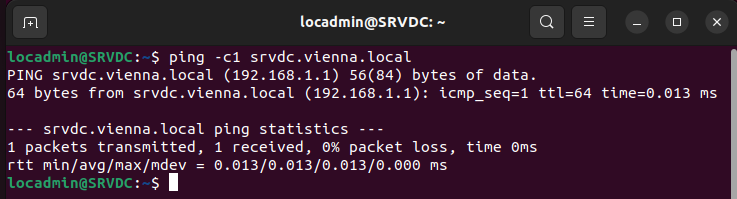 locadmin@SRVDC: ~
locadmin@SRVDC:~$ ping -c1 srvdc.vienna.local
PING srvdc.vienna.local (192.168.1.1) 56(84) bytes of data.
64 bytes from srvdc.vienna.local (192.168.1.1): icmp_seq=1 ttl=64 time=0.013 ms
--- srvdc.vienna.local ping statistics ---
1 packets transmitted, 1 received, 0% packet loss, time 0ms
rtt min/avg/max/mdev = 0.013/0.013/0.013/0.000 ms
locadmin@SRVDC:~$